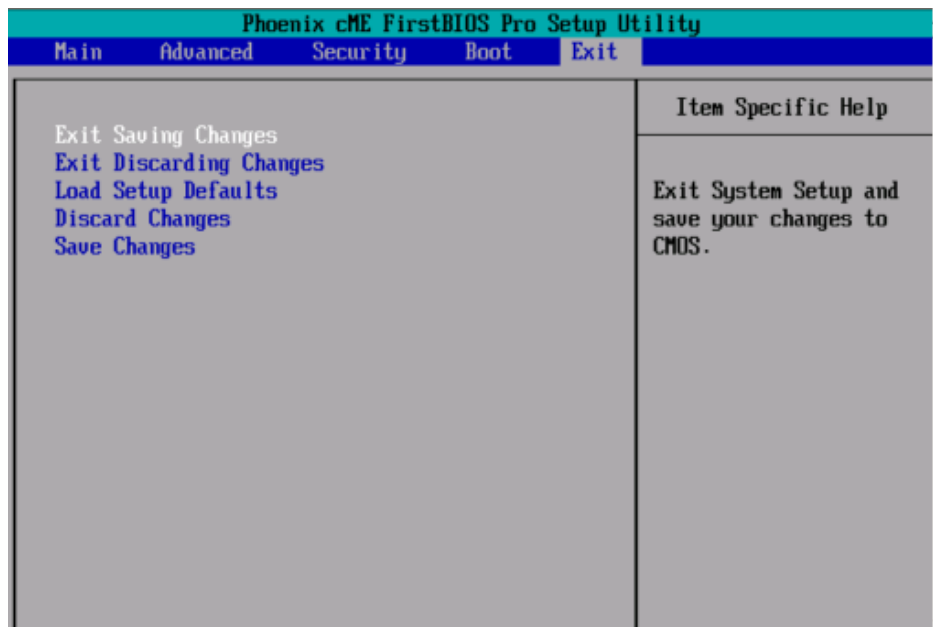 Phoenix cME FirstBIOS Pro Setup Utility
Main Advanced Security Boot Exit
Exit Saving Changes
Exit Discarding Changes
Load Setup Defaults
Discard Changes
Save Changes
Item Specific Help
Exit System Setup and
save your changes to
CMOS.